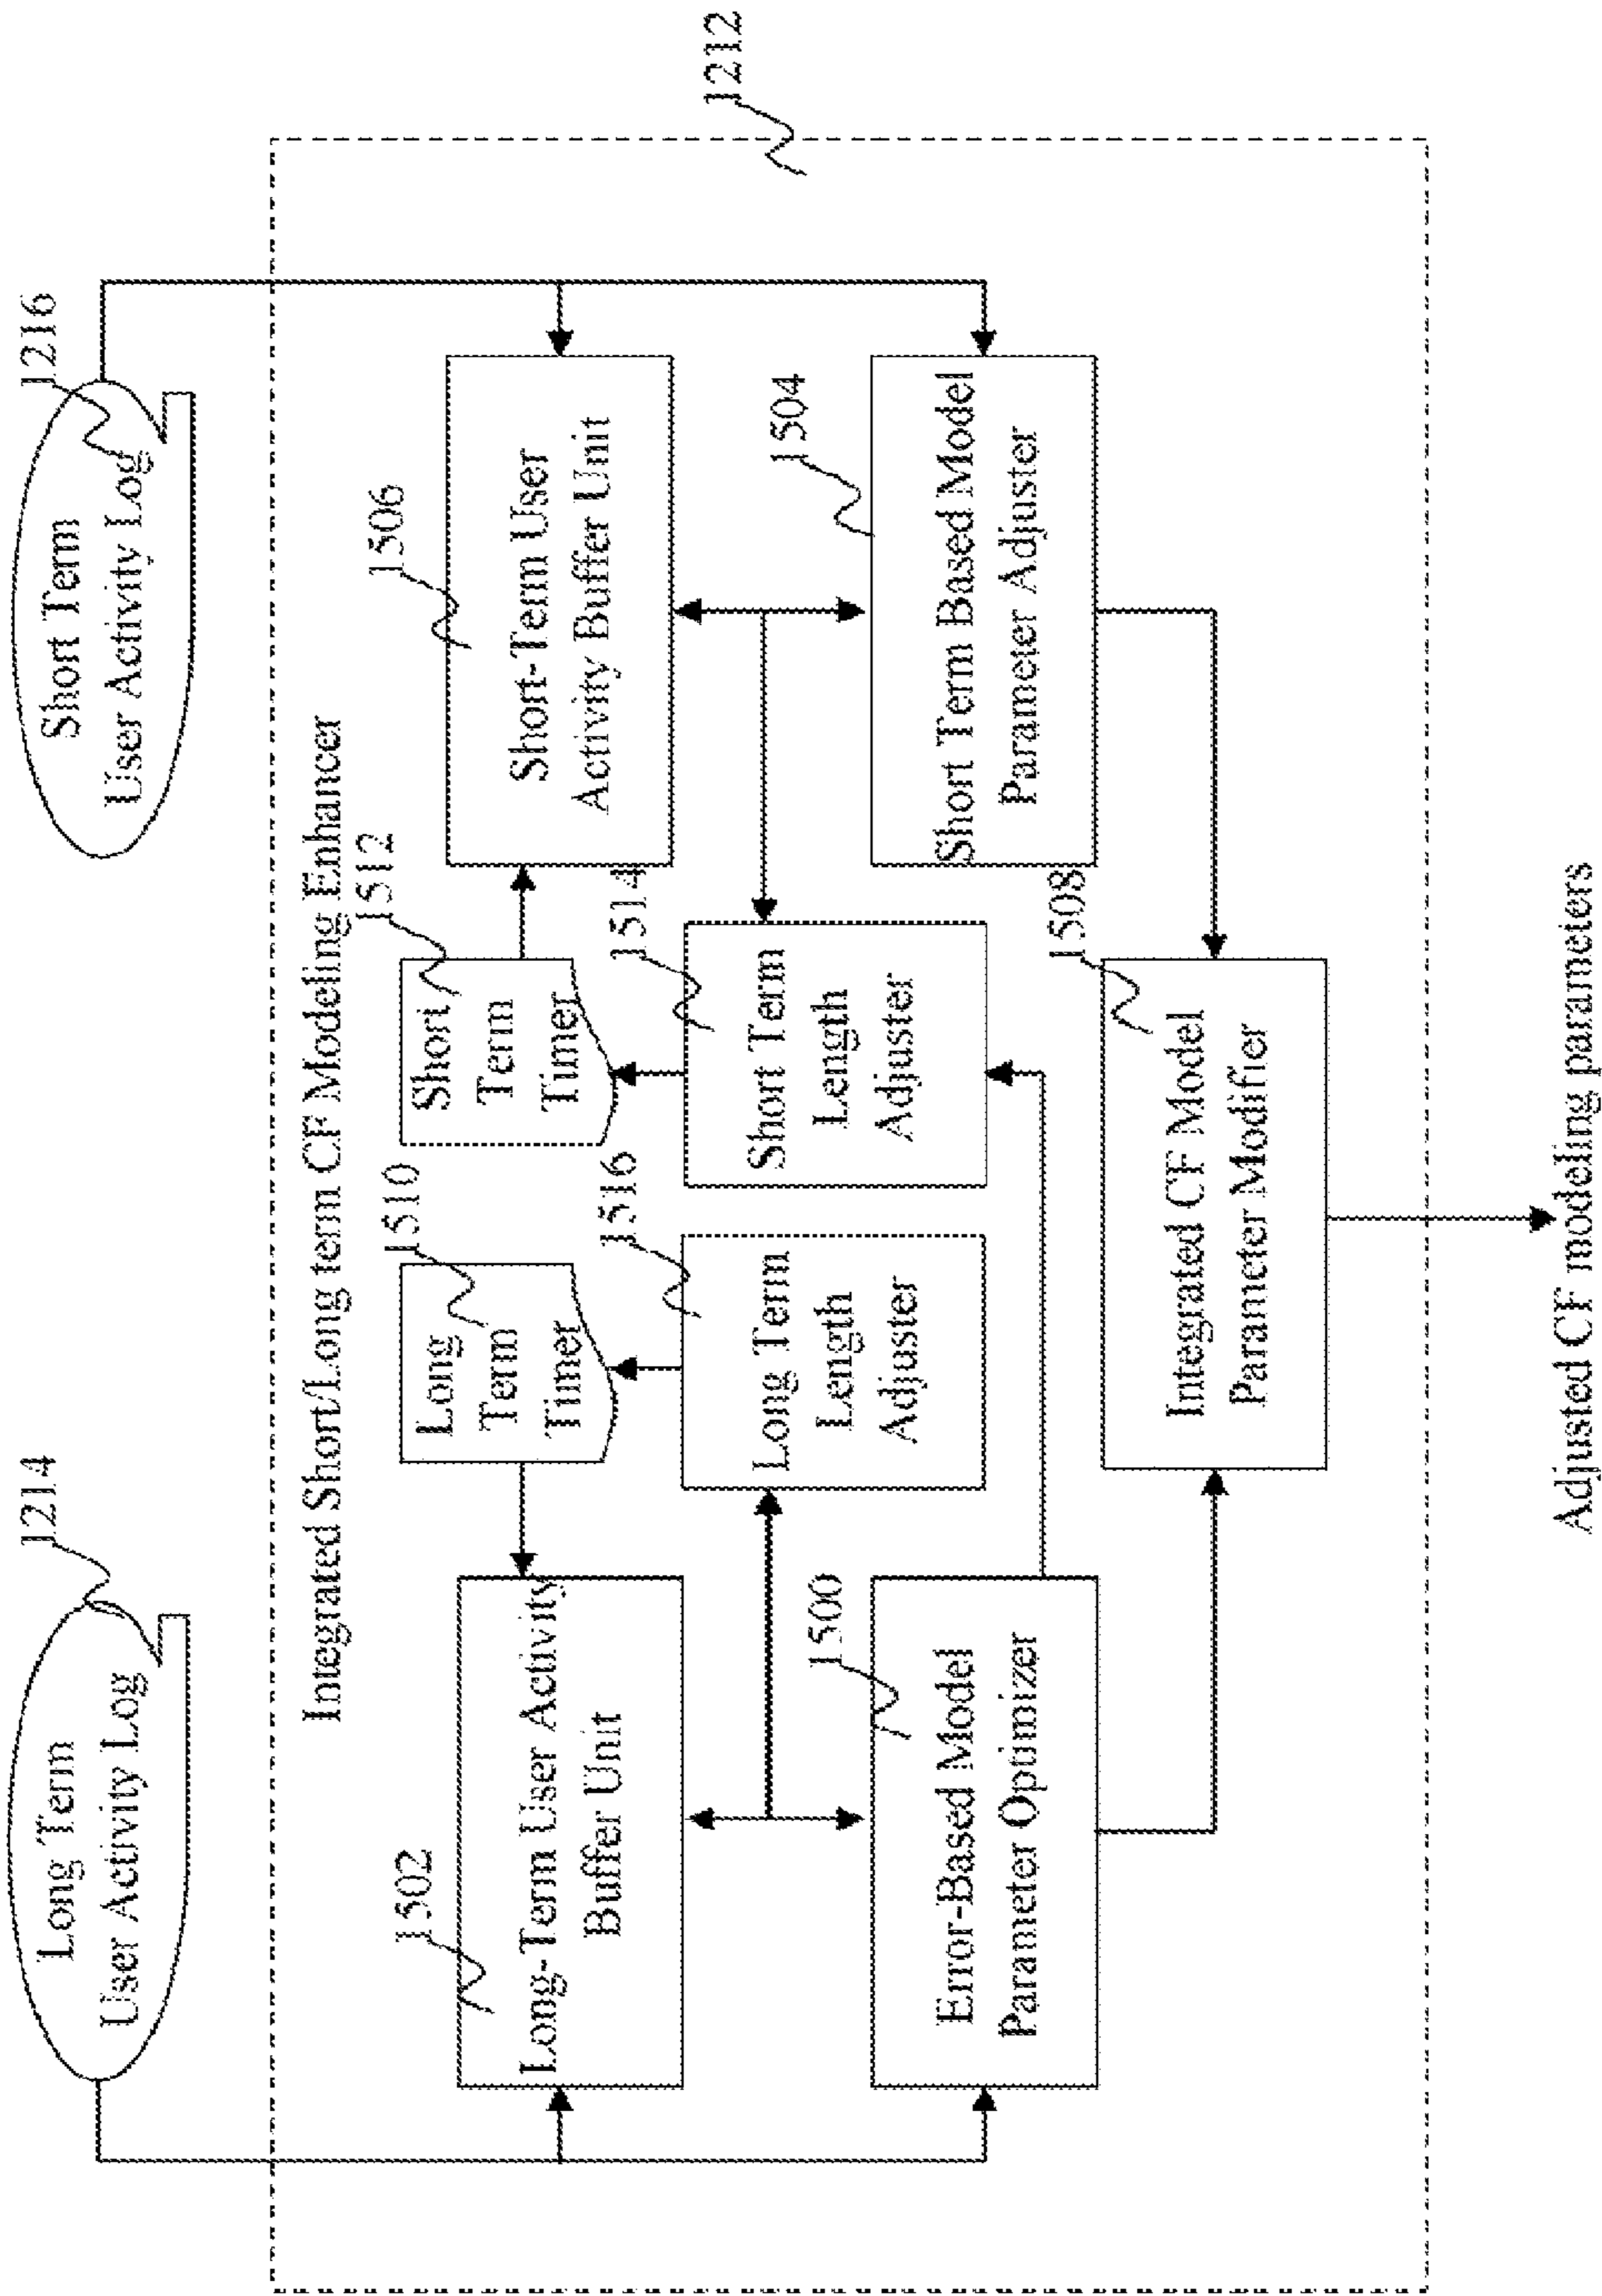 Long Term
User Activity Log
1214
Short Term
User Activity Log
1216
1212
Integrated Short/Long term CF Modeling Enhancer
1502
Long-Term User Activity
Buffer Unit
1510
Long
Term
Timer
1512
Short
Term
Timer
1506
Short-Term User
Activity Buffer Unit
1516
Long Term
Length
Adjuster
1514
Short Term
Length
Adjuster
1500
Error-Based Model
Parameter Optimizer
1504
Short Term Based Model
Parameter Adjuster
1508
Integrated CF Model
Parameter Modifier
Adjusted CF modeling parameters